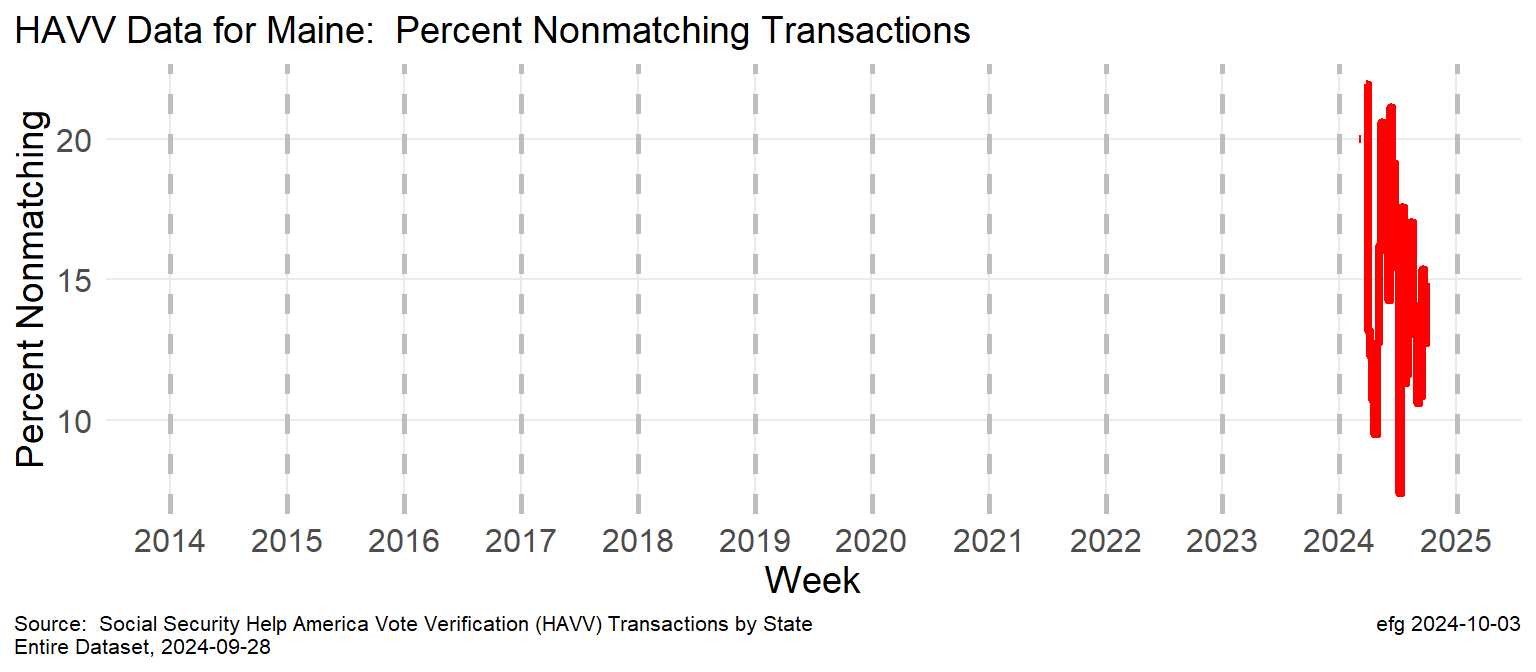 HAVV Data for Maine:  Percent Nonmatching Transactions
Percent Nonmatching
20
15
10
2014 2015 2016 2017 2018 2019 2020 2021 2022 2023 2024 2025
Week
Source:  Social Security Help America Vote Verification (HAVV) Transactions by State
Entire Dataset, 2024-09-28
efg 2024-10-03